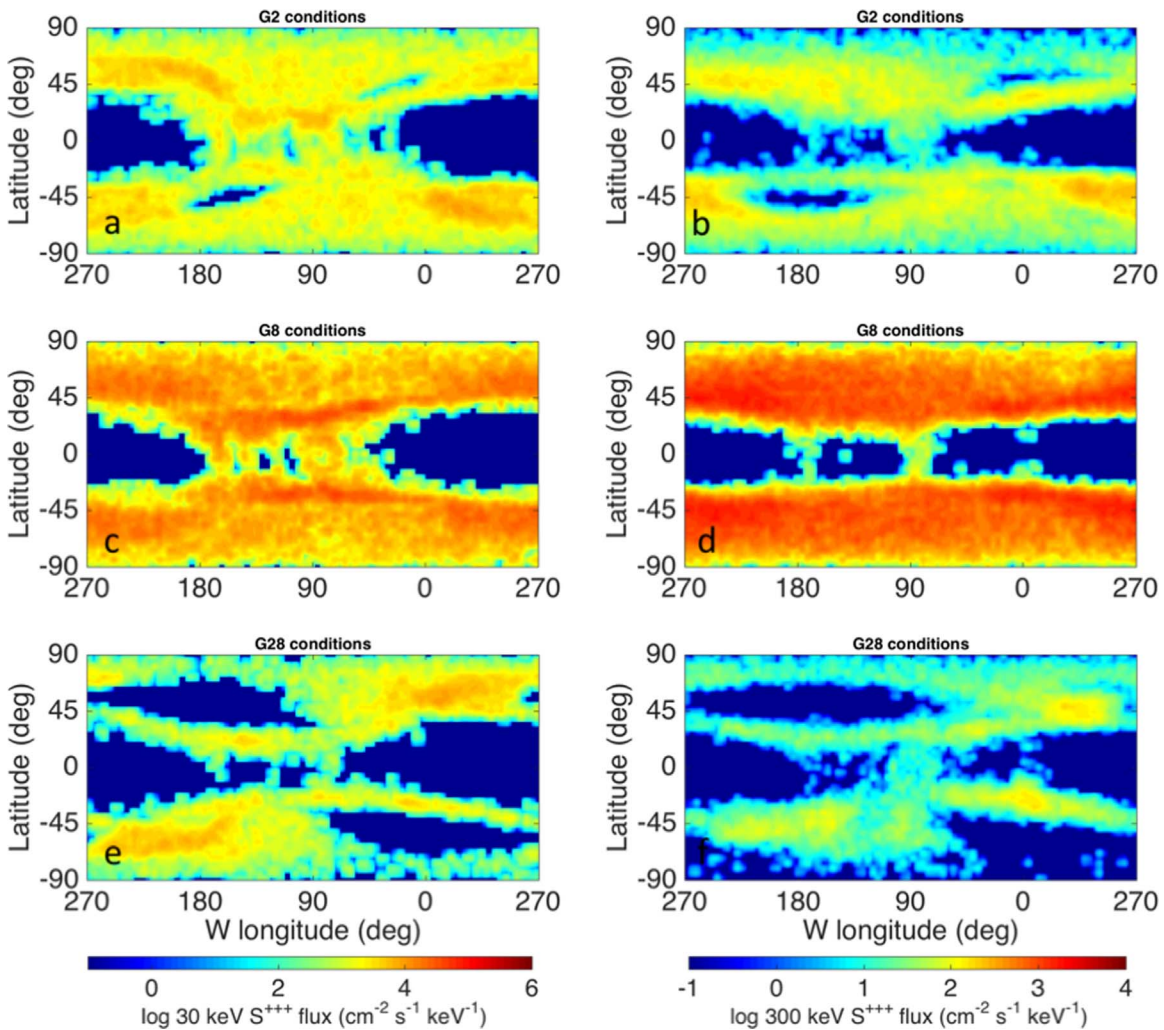 G2 conditions
90
45
0
-45
-90
Latitude (deg)
a
270 180 90 0 270
G2 conditions
90
45
0
-45
-90
Latitude (deg)
b
270 180 90 0 270
G8 conditions
90
45
0
-45
-90
Latitude (deg)
c
270 180 90 0 270
G8 conditions
90
45
0
-45
-90
Latitude (deg)
d
270 180 90 0 270
G28 conditions
90
45
0
-45
-90
Latitude (deg)
e
270 180 90 0 270
W longitude (deg)
0 2 4 6
log 30 keV S⁺⁺⁺ flux (cm⁻² s⁻¹ keV⁻¹)
G28 conditions
90
45
0
-45
-90
Latitude (deg)
f
270 180 90 0 270
W longitude (deg)
-1 0 1 2 3 4
log 300 keV S⁺⁺⁺ flux (cm⁻² s⁻¹ keV⁻¹)